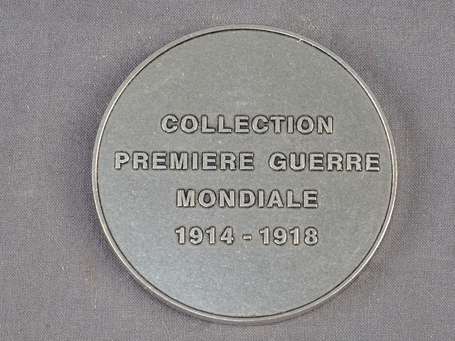 COLLECTION
PREMIERE GUERRE
MONDIALE
1914 - 1918